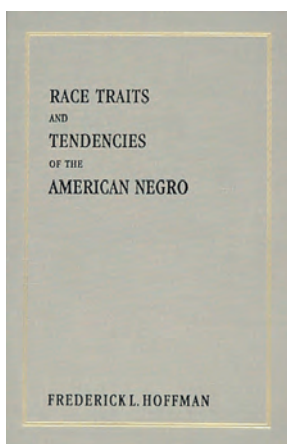 RACE TRAITS
AND
TENDENCIES
OF THE
AMERICAN NEGRO
FREDERICK L. HOFFMAN